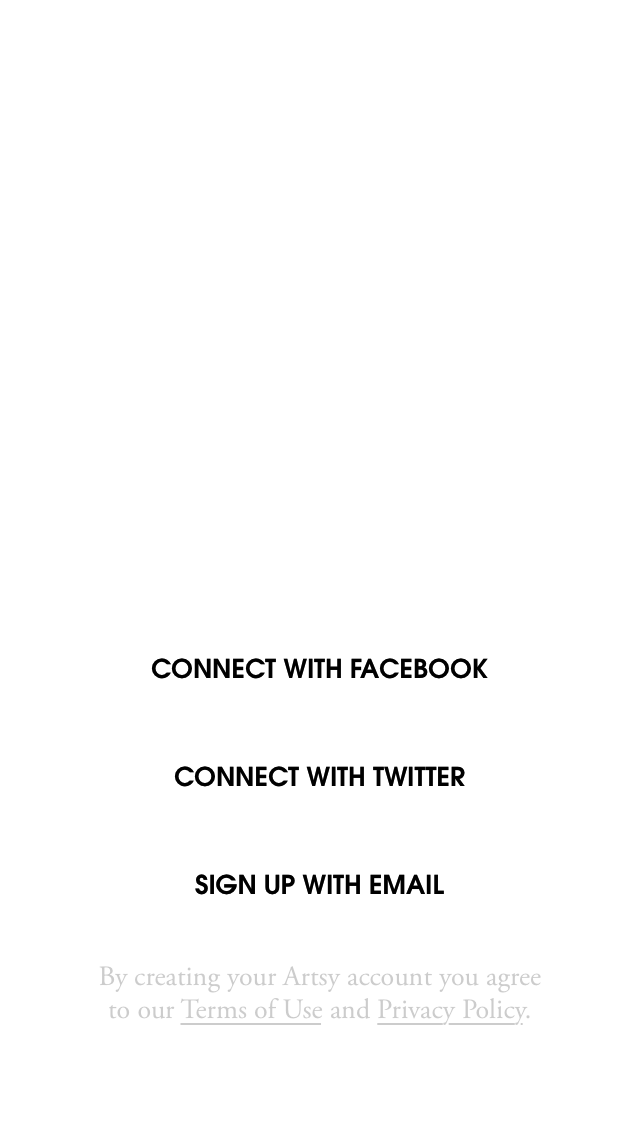 CONNECT WITH FACEBOOK
CONNECT WITH TWITTER
SIGN UP WITH EMAIL
By creating your Artsy account you agree
to our Terms of Use and Privacy Policy.